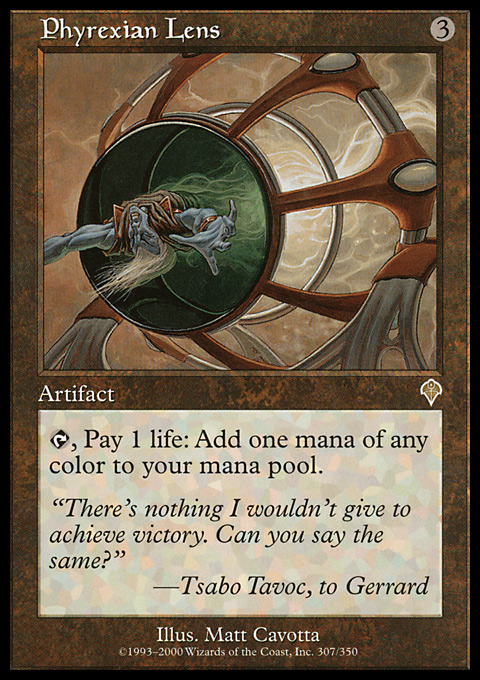 Phyrexian Lens 3
Artifact
, Pay 1 life: Add one mana of any
color to your mana pool.
“There’s nothing I wouldn’t give to
achieve victory. Can you say the
same?”
—Tsabo Tavoc, to Gerrard
Illus. Matt Cavotta
©1993–2000 Wizards of the Coast, Inc. 307/350